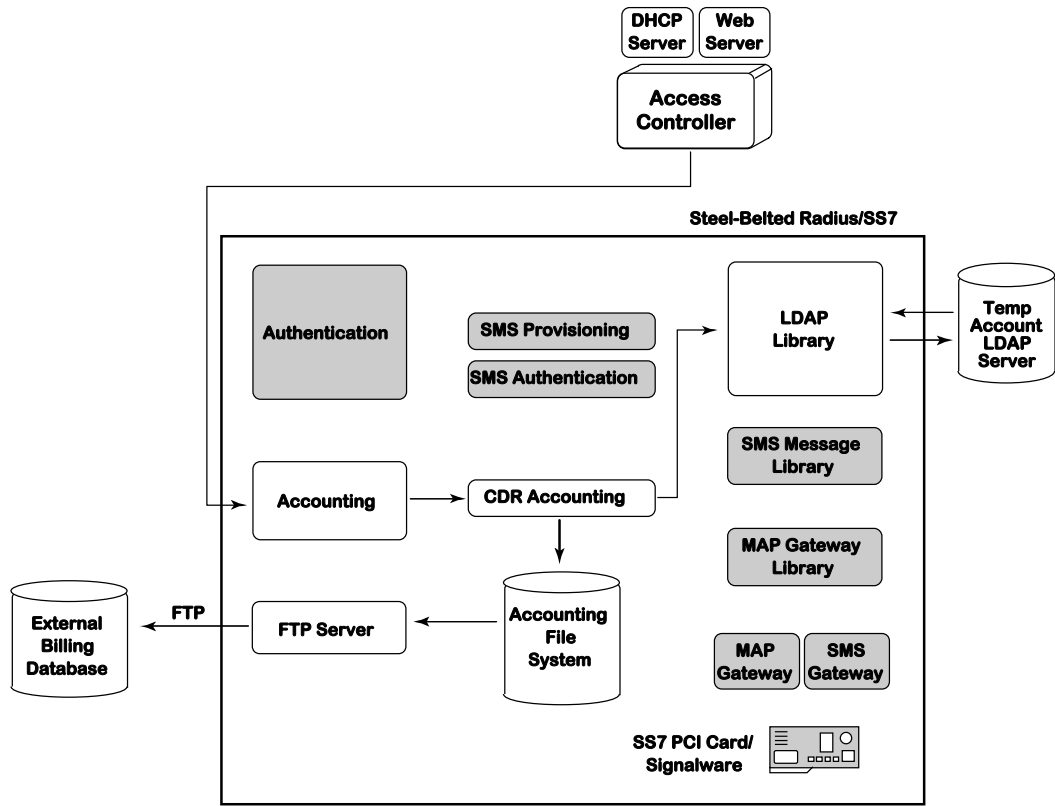 DHCP
Server
Web
Server
Access
Controller
Steel-Belted Radius/SS7
Authentication
SMS Provisioning
SMS Authentication
LDAP
Library
Temp
Account
LDAP
Server
SMS Message
Library
Accounting
CDR Accounting
MAP Gateway
Library
External
Billing
Database
FTP
FTP Server
Accounting
File
System
MAP
Gateway
SMS
Gateway
SS7 PCI Card/
Signalware